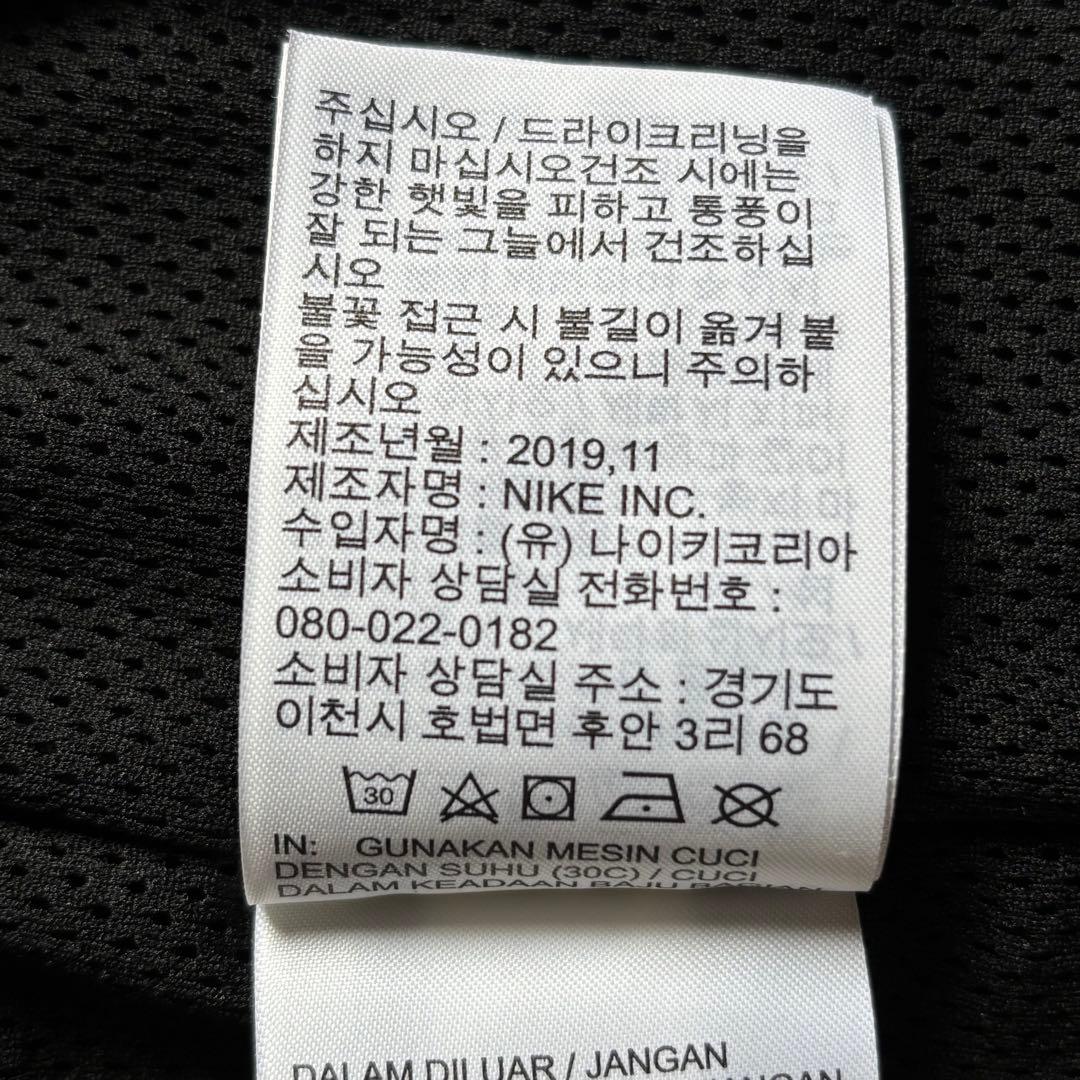 주십시오 / 드라이크리닝을
하지 마십시오건조 시에는
강한 햇빛을 피하고 통풍이
잘 되는 그늘에서 건조하십
시오
불꽃 접근 시 불길이 옮겨 붙
을 가능성이 있으니 주의하
십시오
제조년월 : 2019,11
제조자명 : NIKE INC.
수입자명 : (유) 나이키코리아
소비자 상담실 전화번호 :
080-022-0182
소비자 상담실 주소 : 경기도
이천시 호법면 후안 3리 68
30
IN: GUNAKAN MESIN CUCI
DENGAN SUHU (30C) / CUCI
DALAM KEADAAN BAJU BAGIAN
DALAM DILUAR / JANGAN